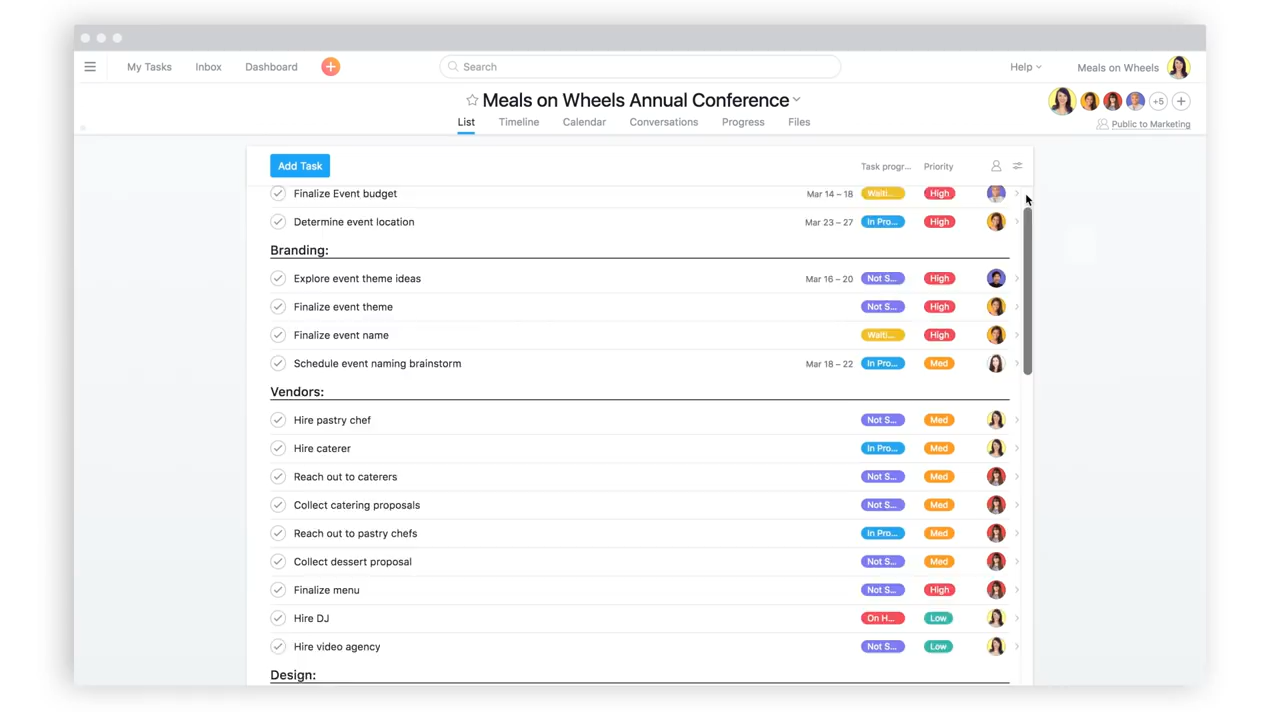 My Tasks Inbox Dashboard Search Help Meals on Wheels
Meals on Wheels Annual Conference +5
List Timeline Calendar Conversations Progress Files Public to Marketing
Add Task Task progr... Priority
Finalize Event budget Mar 14 – 18 Waiti... High
Determine event location Mar 23 – 27 In Pro... High
Branding:
Explore event theme ideas Mar 16 – 20 Not S... High
Finalize event theme Not S... High
Finalize event name Waiti... High
Schedule event naming brainstorm Mar 18 – 22 In Pro... Med
Vendors:
Hire pastry chef Not S... Med
Hire caterer In Pro... Med
Reach out to caterers Not S... Med
Collect catering proposals Not S... Med
Reach out to pastry chefs In Pro... Med
Collect dessert proposal Not S... Med
Finalize menu Not S... High
Hire DJ On H... Low
Hire video agency Not S... Low
Design: